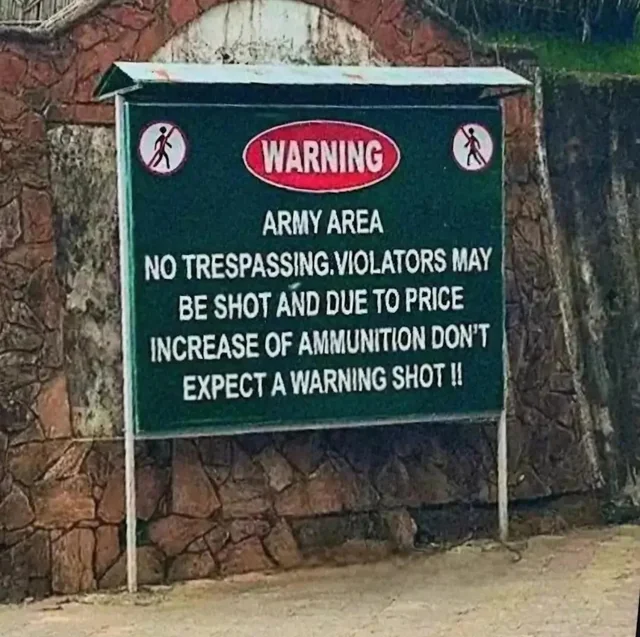 WARNING
ARMY AREA
NO TRESPASSING.VIOLATORS MAY
BE SHOT AND DUE TO PRICE
INCREASE OF AMMUNITION DON'T
EXPECT A WARNING SHOT !!